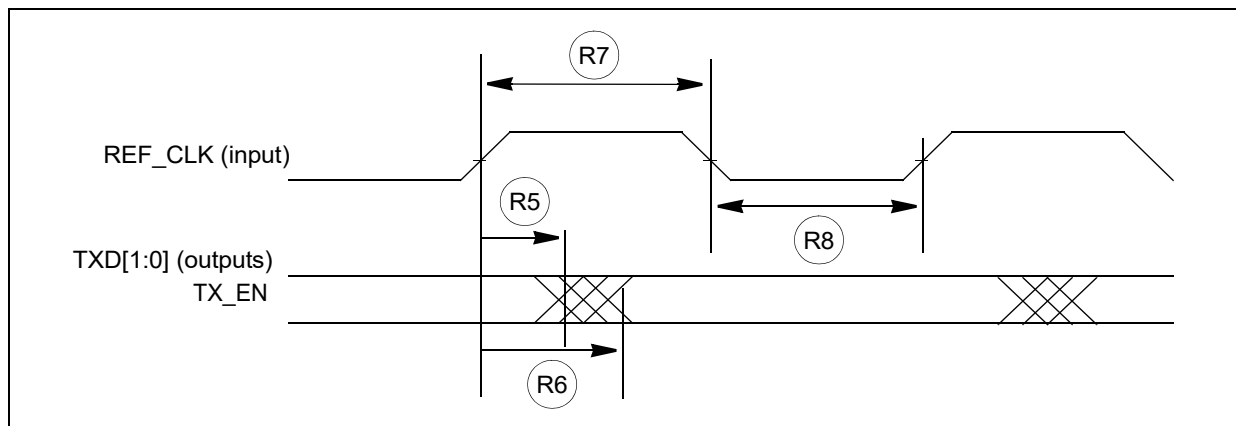 R7
REF_CLK (input)
R5
R8
TXD[1:0] (outputs)
TX_EN
R6